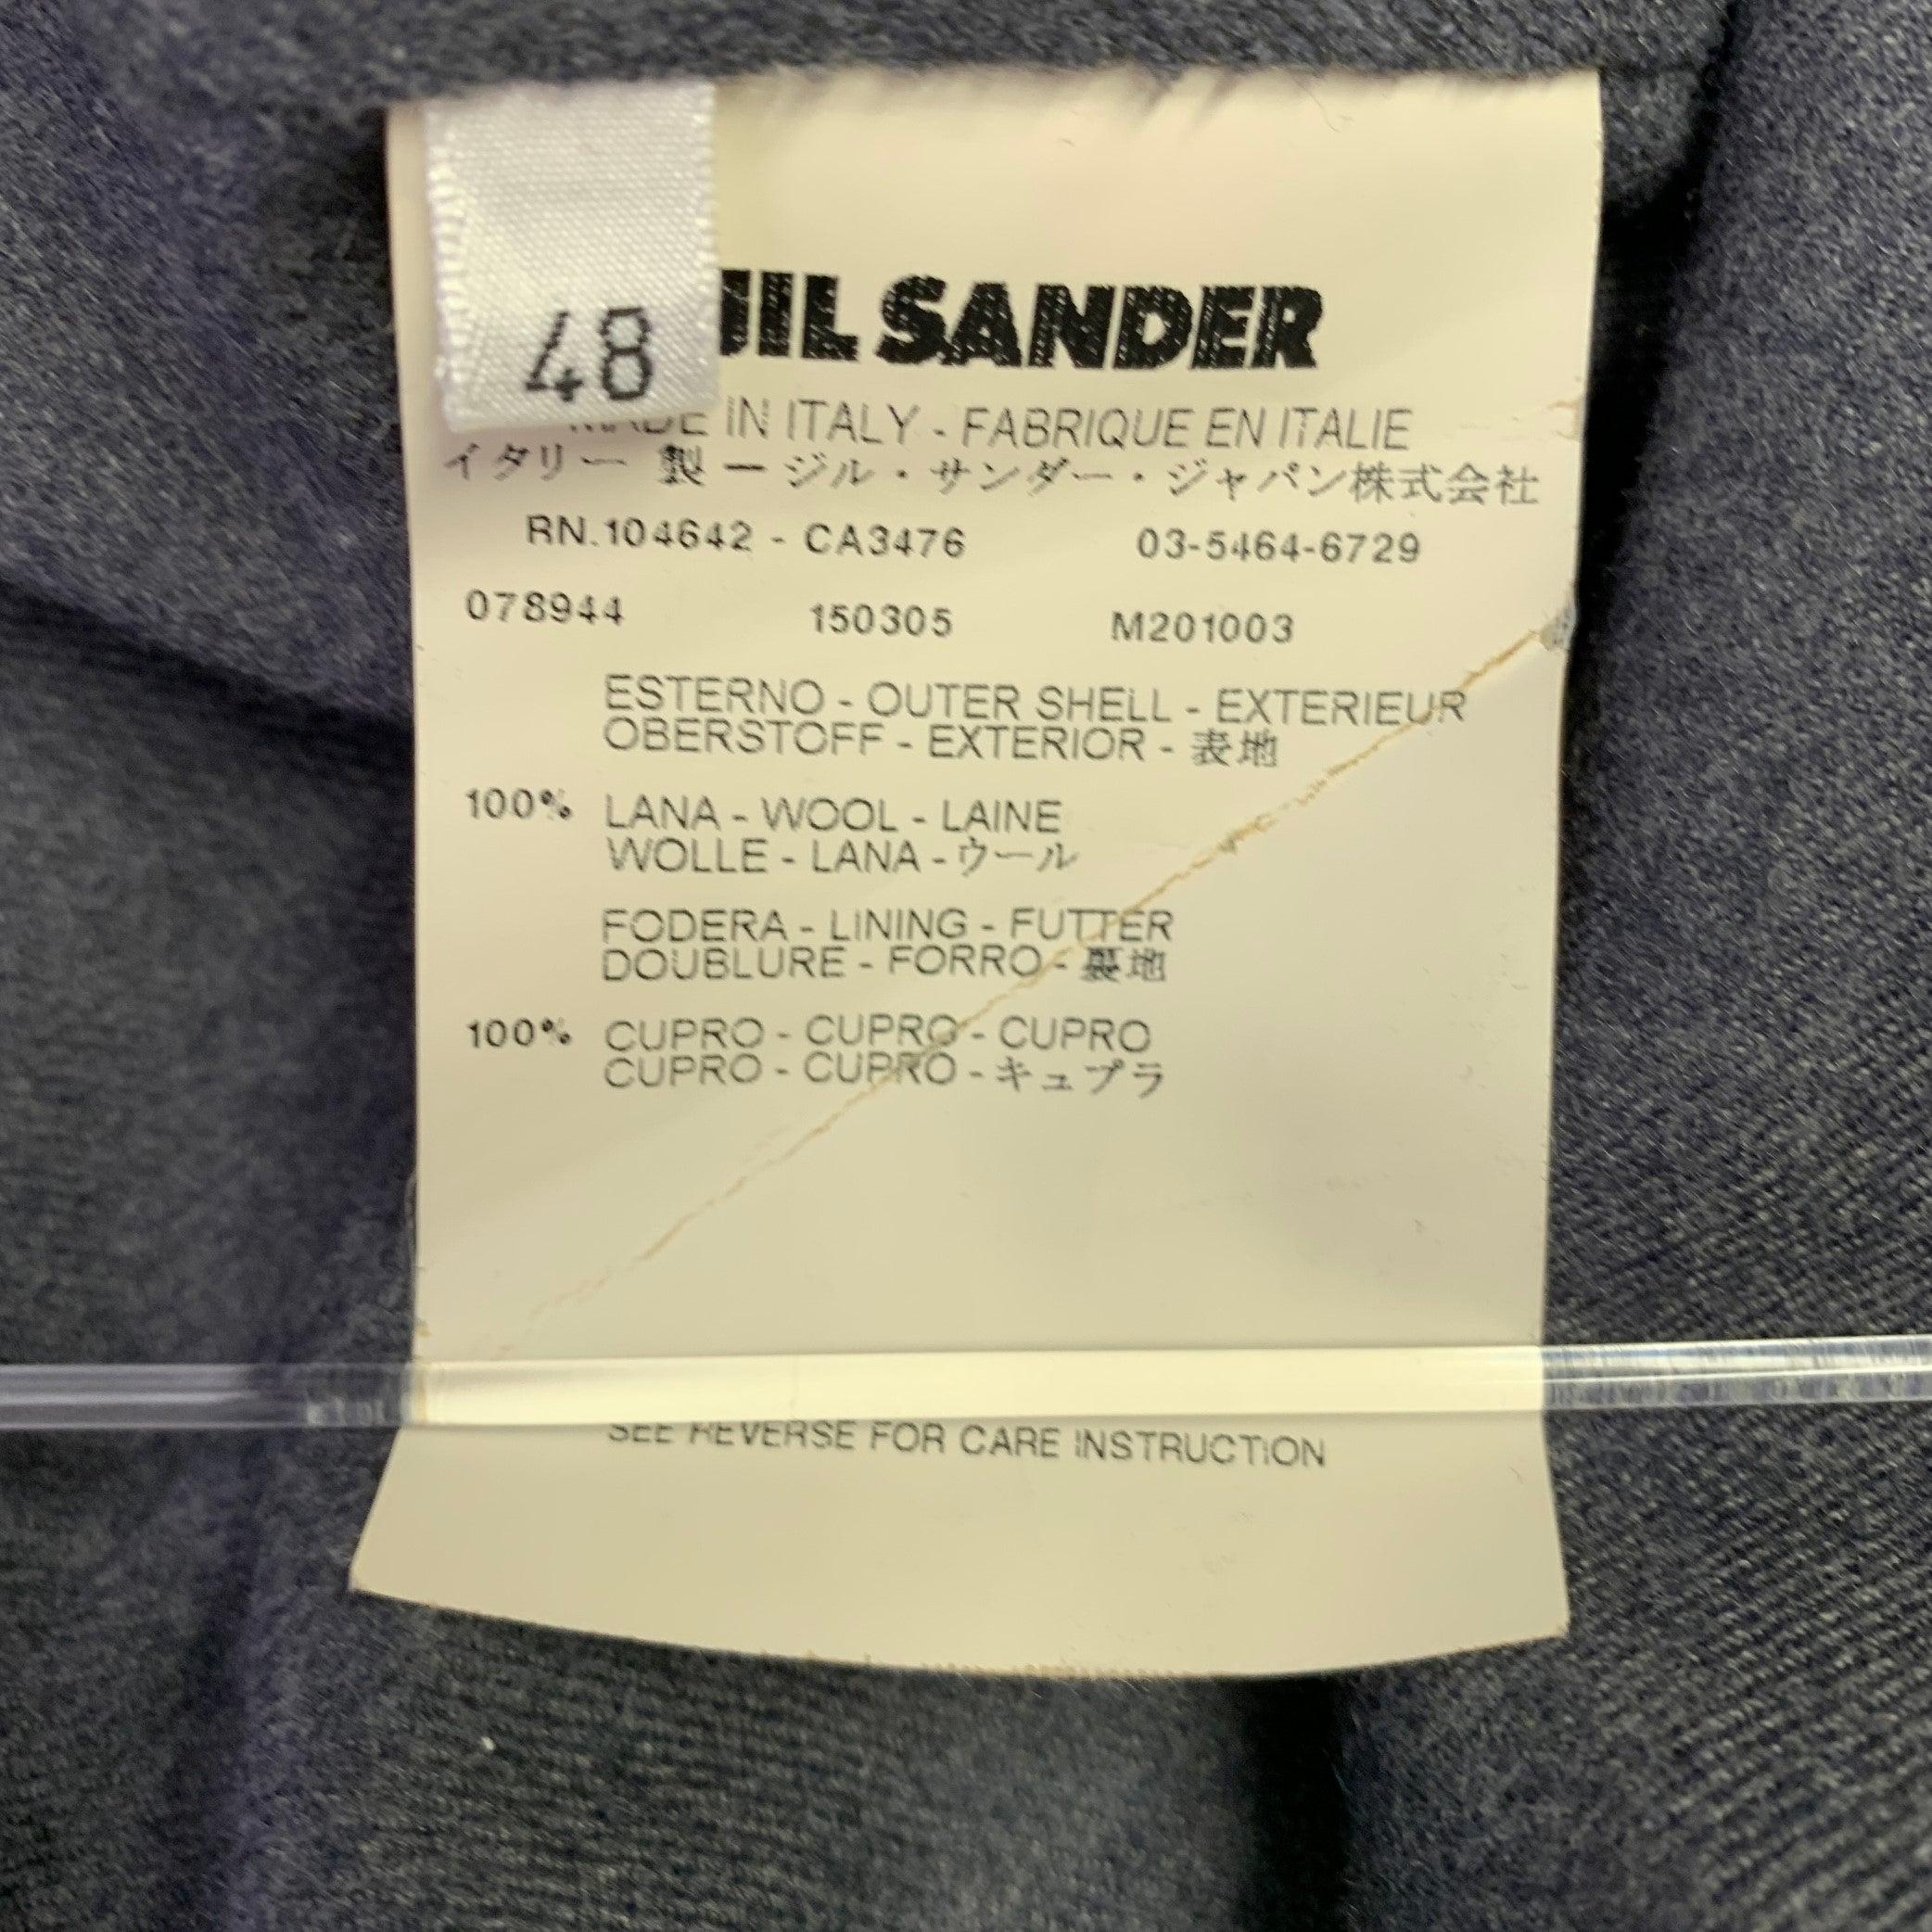 48
JIL SANDER
MADE IN ITALY - FABRIQUE EN ITALIE
イタリー 製 ー ジル・サンダー・ジャパン株式会社
RN.104642 - CA3476 03-5464-6729
078944 150305 M201003
ESTERNO - OUTER SHELL - EXTERIEUR
OBERSTOFF - EXTERIOR - 表地
100% LANA - WOOL - LAINE
WOLLE - LANA - ウール
FODERA - LINING - FUTTER
DOUBLURE - FORRO - 裏地
100% CUPRO - CUPRO - CUPRO
CUPRO - CUPRO - キュプラ
SEE REVERSE FOR CARE INSTRUCTION